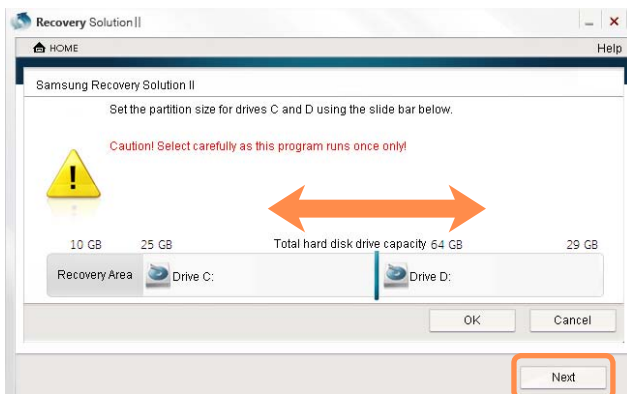 Recovery Solution II
HOME Help
Samsung Recovery Solution II
Set the partition size for drives C and D using the slide bar below.
Caution! Select carefully as this program runs once only!
10 GB 25 GB Total hard disk drive capacity 64 GB 29 GB
Recovery Area Drive C: Drive D:
OK Cancel
Next